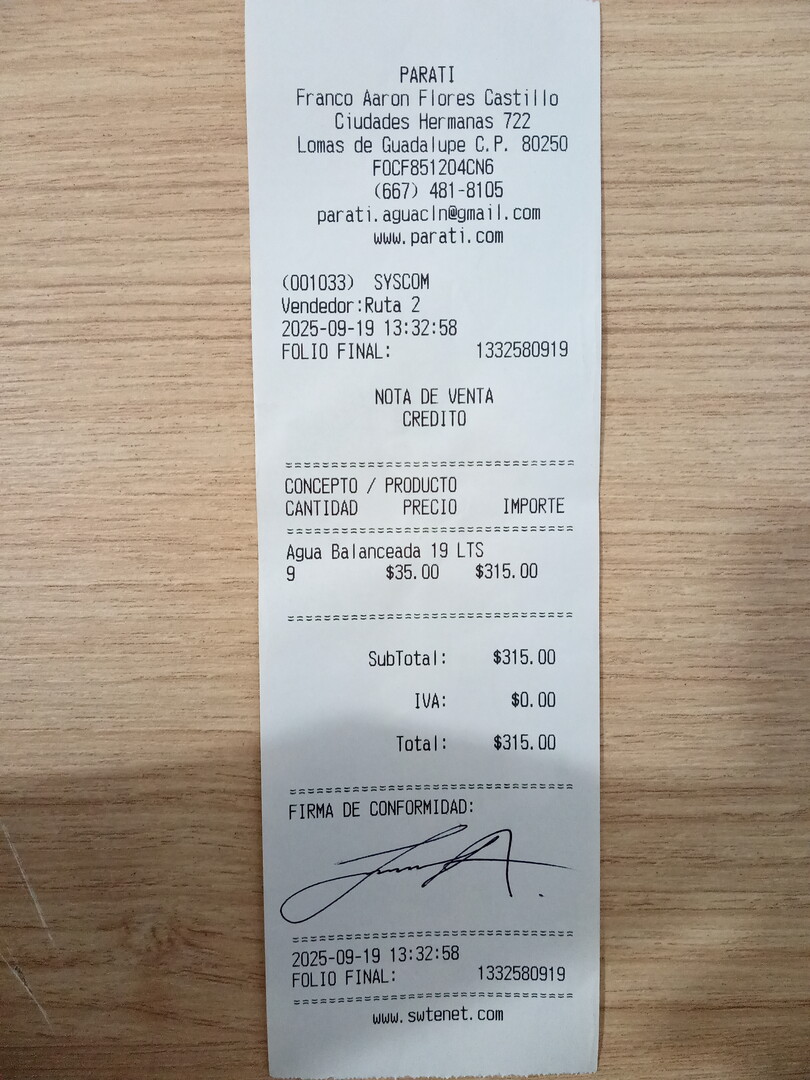 PARATI
Franco Aaron Flores Castillo
Ciudades Hermanas 722
Lomas de Guadalupe C.P. 80250
FOCF851204CN6
(667) 481-8105
parati.aguacln@gmail.com
www.parati.com
(001033) SYSCOM
Vendedor:Ruta 2
2025-09-19 13:32:58
FOLIO FINAL: 1332580919
NOTA DE VENTA
CREDITO
CONCEPTO / PRODUCTO
CANTIDAD PRECIO IMPORTE
Agua Balanceada 19 LTS
9 $35.00 $315.00
SubTotal: $315.00
IVA: $0.00
Total: $315.00
FIRMA DE CONFORMIDAD:
2025-09-19 13:32:58
FOLIO FINAL: 1332580919
www.swtenet.com